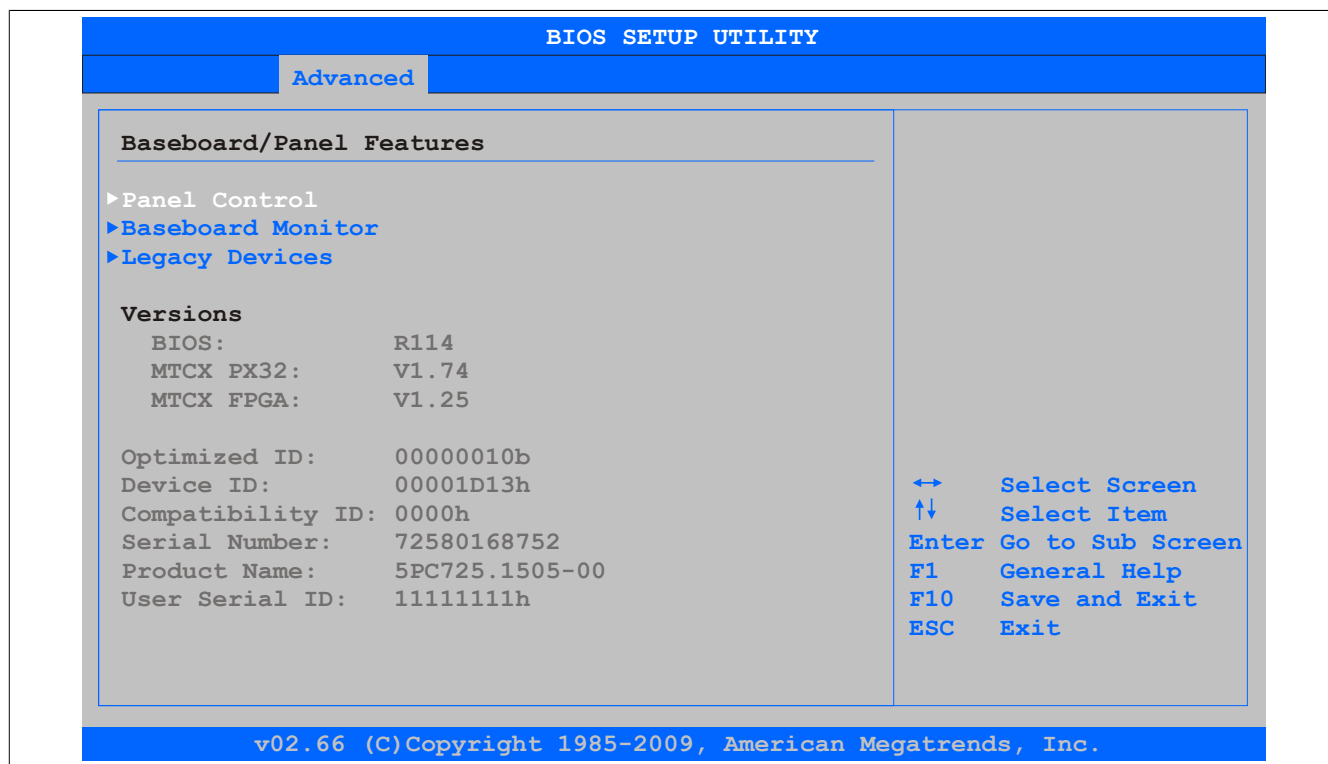 BIOS SETUP UTILITY
Advanced
Baseboard/Panel Features
▶Panel Control
▶Baseboard Monitor
▶Legacy Devices
Versions
BIOS: R114
MTCX PX32: V1.74
MTCX FPGA: V1.25
Optimized ID: 00000010b
Device ID: 00001D13h
Compatibility ID: 0000h
Serial Number: 72580168752
Product Name: 5PC725.1505-00
User Serial ID: 11111111h
↔ Select Screen
↑↓ Select Item
Enter Go to Sub Screen
F1 General Help
F10 Save and Exit
ESC Exit
v02.66 (C)Copyright 1985-2009, American Megatrends, Inc.